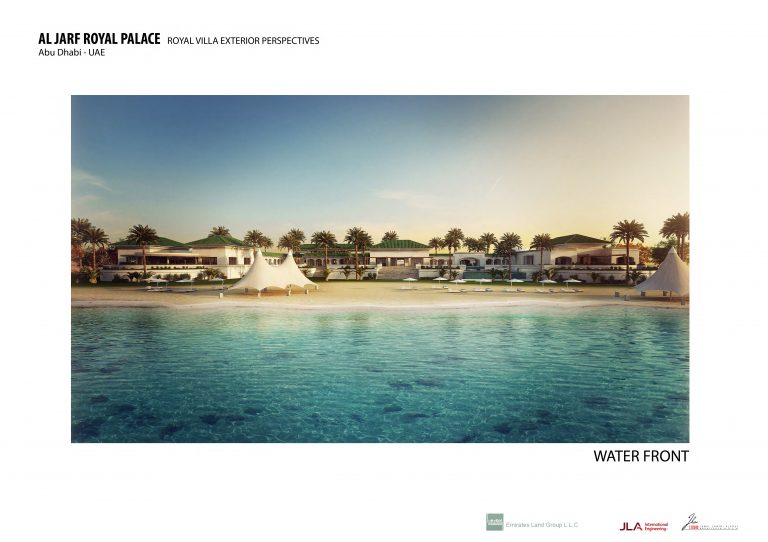 AL JARF ROYAL PALACE ROYAL VILLA EXTERIOR PERSPECTIVES
Abu Dhabi - UAE
WATER FRONT
Emirates Land Group L.L.C
JLA International
Engineering